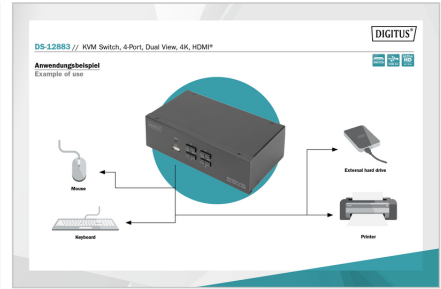 DIGITUS®
DS-12883 // KVM Switch, 4-Port, Dual View, 4K, HDMI®
Anwendungsbeispiel
Example of use
Mouse
Keyboard
External hard drive
Printer